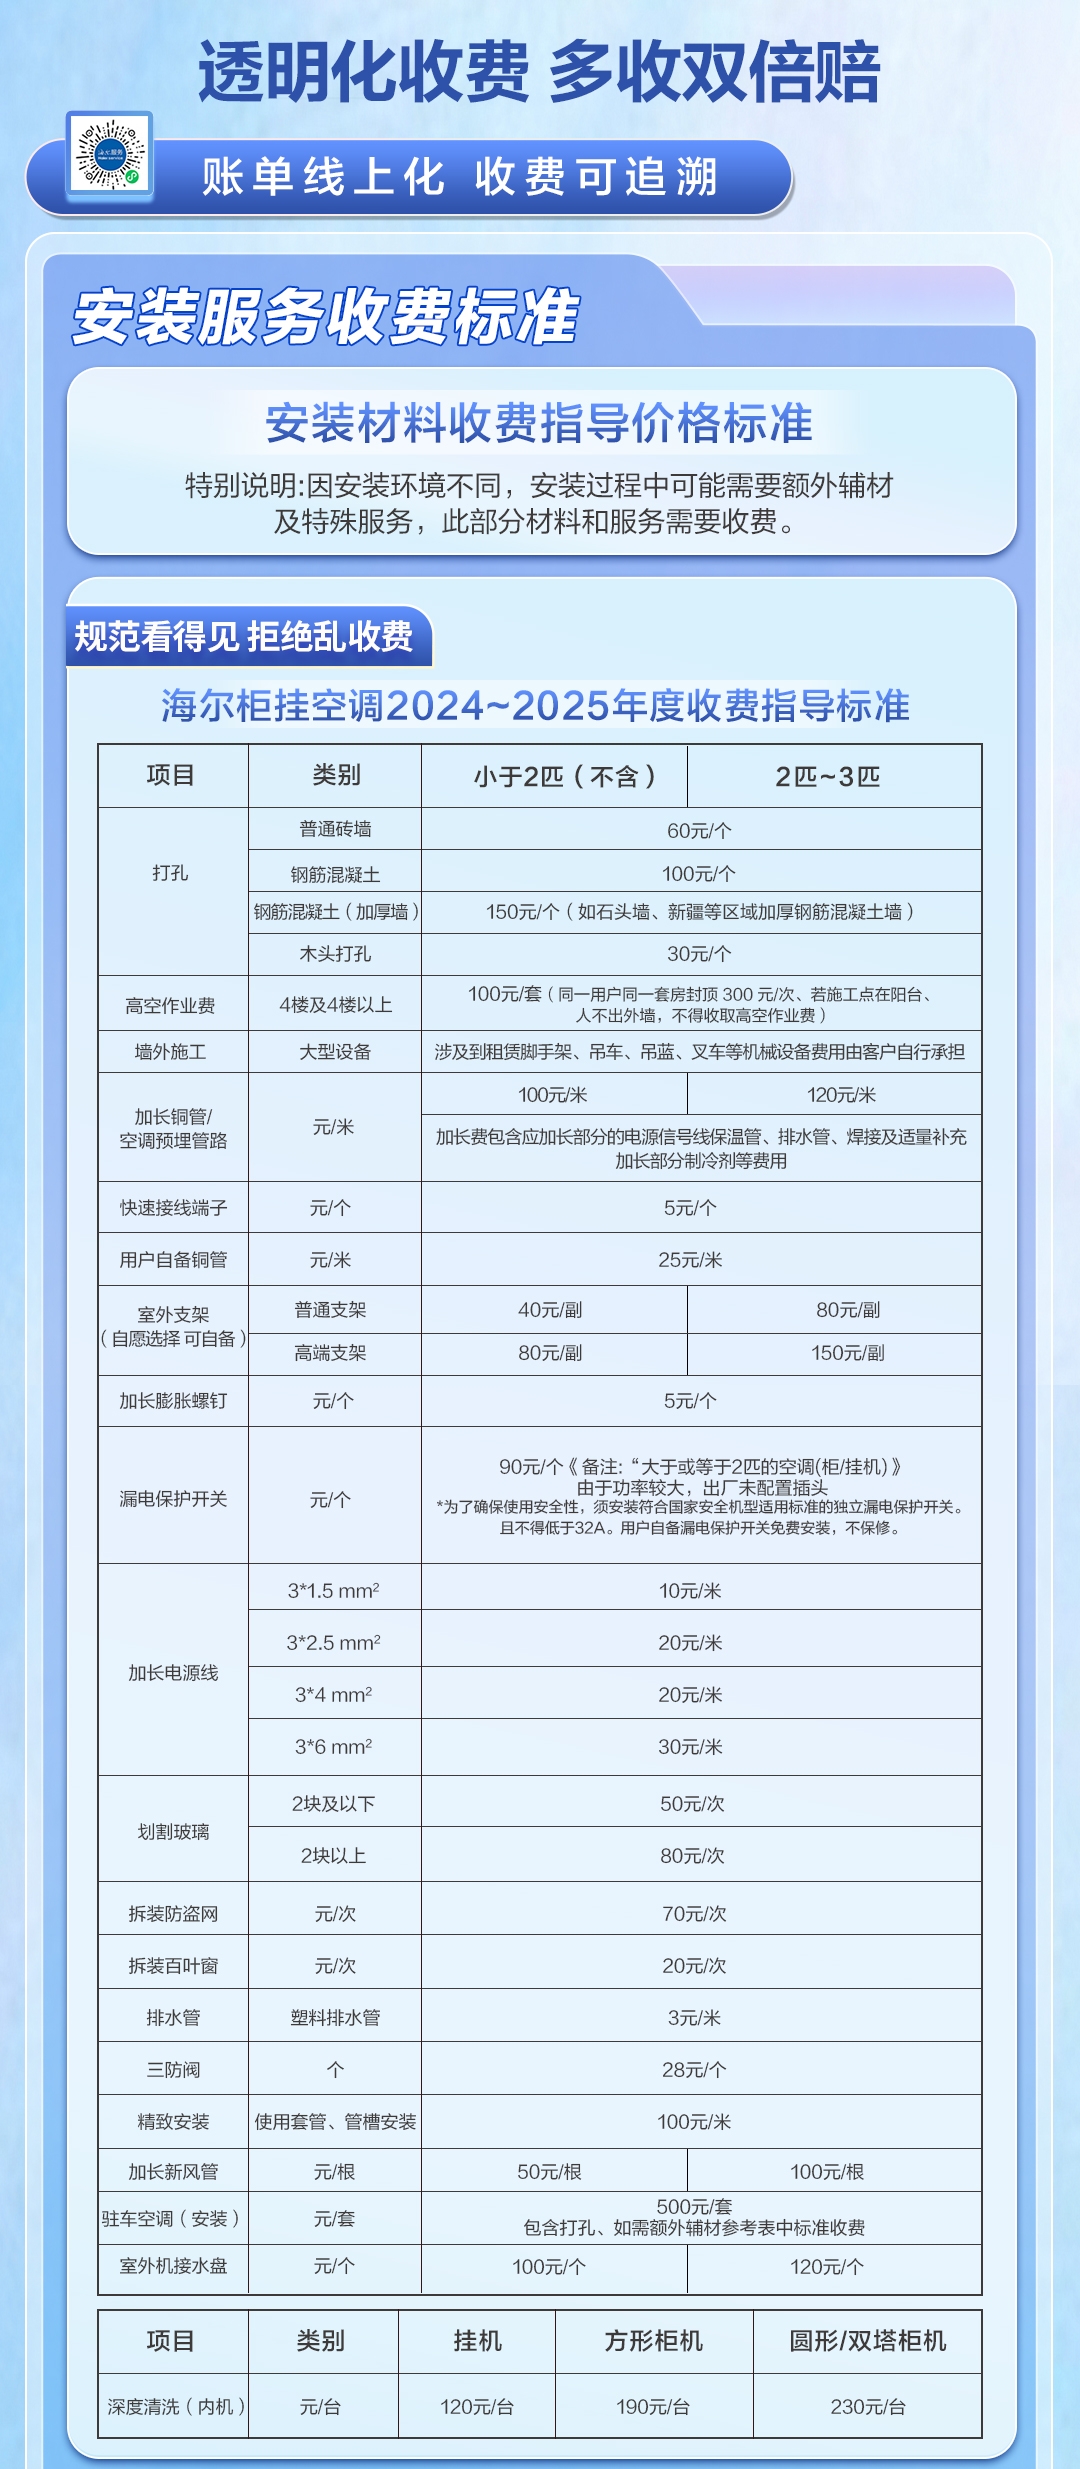 透明化收费 多收双倍赔
账单线上化 收费可追溯
安装服务收费标准
安装材料收费指导价格标准
特别说明:因安装环境不同，安装过程中可能需要额外辅材
及特殊服务，此部分材料和服务需要收费。
规范看得见 拒绝乱收费
海尔柜挂空调2024~2025年度收费指导标准
项目 类别 小于2匹（不含） 2匹~3匹
打孔 普通砖墙 60元/个
钢筋混凝土 100元/个
钢筋混凝土（加厚墙） 150元/个（如石头墙、新疆等区域加厚钢筋混凝土墙）
木头打孔 30元/个
高空作业费 4楼及4楼以上 100元/套（同一用户同一套房封顶 300 元/次、若施工点在阳台、
人不出外墙，不得收取高空作业费）
墙外施工 大型设备 涉及到租赁脚手架、吊车、吊蓝、叉车等机械设备费用由客户自行承担
加长铜管/
空调预埋管路 元/米 100元/米 120元/米
加长费包含应加长部分的电源信号线保温管、排水管、焊接及适量补充
加长部分制冷剂等费用
快速接线端子 元/个 5元/个
用户自备铜管 元/米 25元/米
室外支架
（自愿选择 可自备） 普通支架 40元/副 80元/副
高端支架 80元/副 150元/副
加长膨胀螺钉 元/个 5元/个
漏电保护开关 元/个 90元/个《备注:“大于或等于2匹的空调(柜/挂机)》
由于功率较大，出厂未配置插头
*为了确保使用安全性，须安装符合国家安全机型适用标准的独立漏电保护开关。
且不得低于32A。用户自备漏电保护开关免费安装，不保修。
加长电源线 3*1.5 mm² 10元/米
3*2.5 mm² 20元/米
3*4 mm² 20元/米
3*6 mm² 30元/米
划割玻璃 2块及以下 50元/次
2块以上 80元/次
拆装防盗网 元/次 70元/次
拆装百叶窗 元/次 20元/次
排水管 塑料排水管 3元/米
三防阀 个 28元/个
精致安装 使用套管、管槽安装 100元/米
加长新风管 元/根 50元/根 100元/根
驻车空调（安装） 元/套 500元/套
包含打孔、如需额外辅材参考表中标准收费
室外机接水盘 元/个 100元/个 120元/个
项目 类别 挂机 方形柜机 圆形/双塔柜机
深度清洗（内机） 元/台 120元/台 190元/台 230元/台